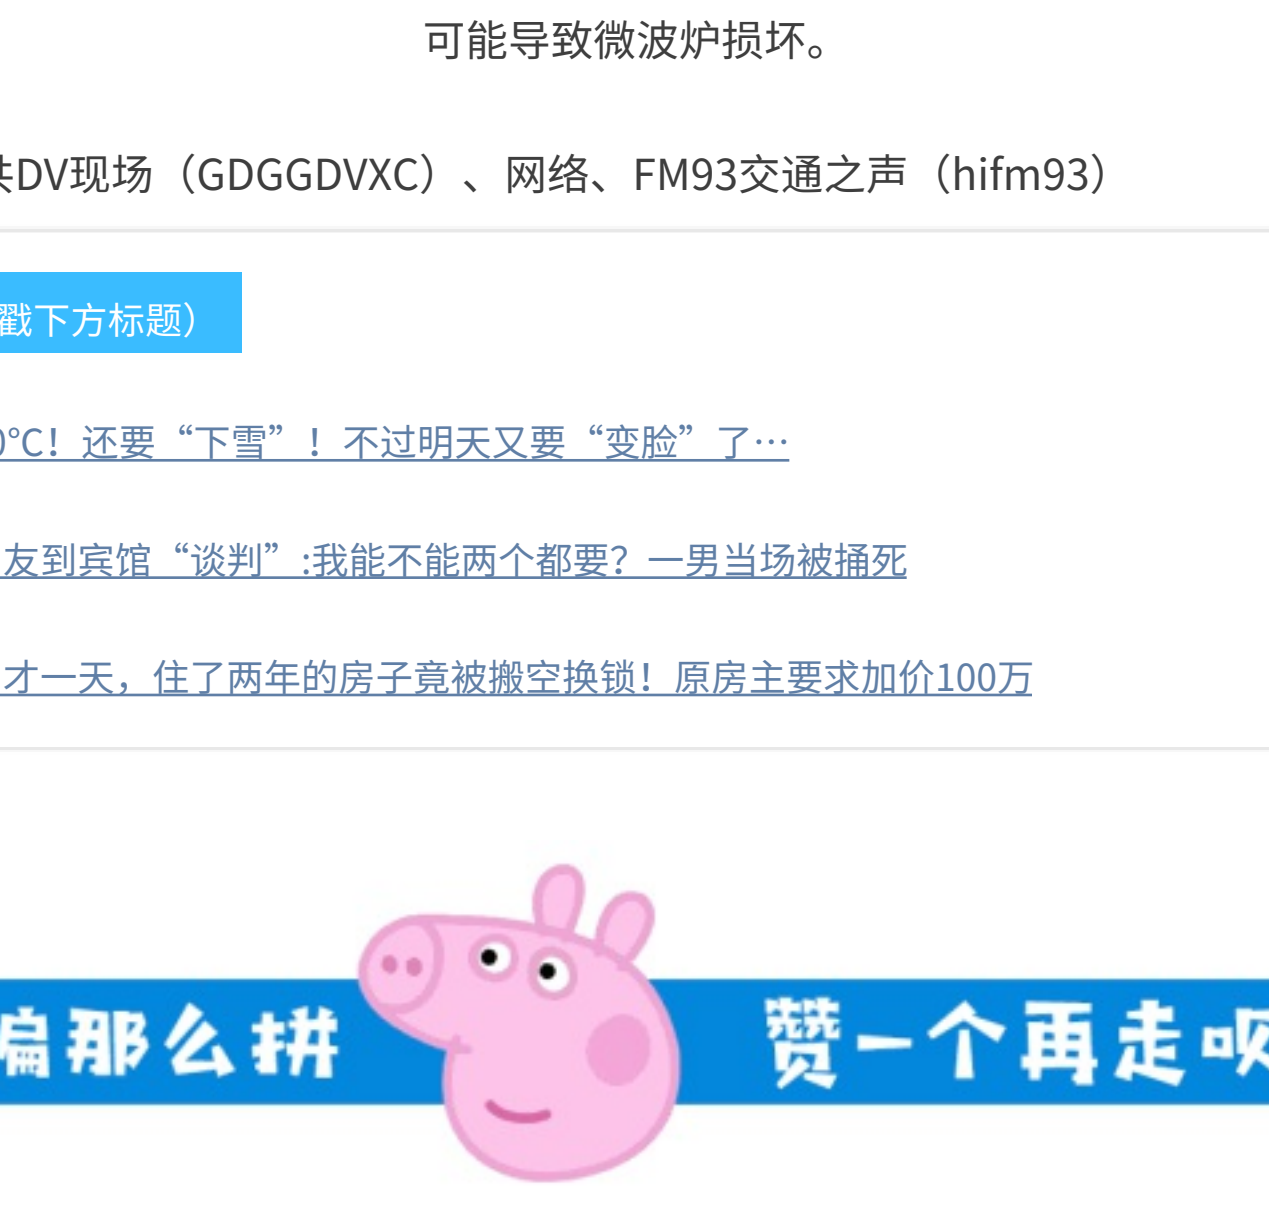 可能导致微波炉损坏。
共DV现场（GDGGDVXC）、网络、FM93交通之声（hifm93）
戳下方标题）
0℃！还要“下雪”！不过明天又要“变脸”了…
友到宾馆“谈判”:我能不能两个都要？一男当场被捅死
才一天，住了两年的房子竟被搬空换锁！原房主要求加价100万
编那么拼
赞一个再走呗